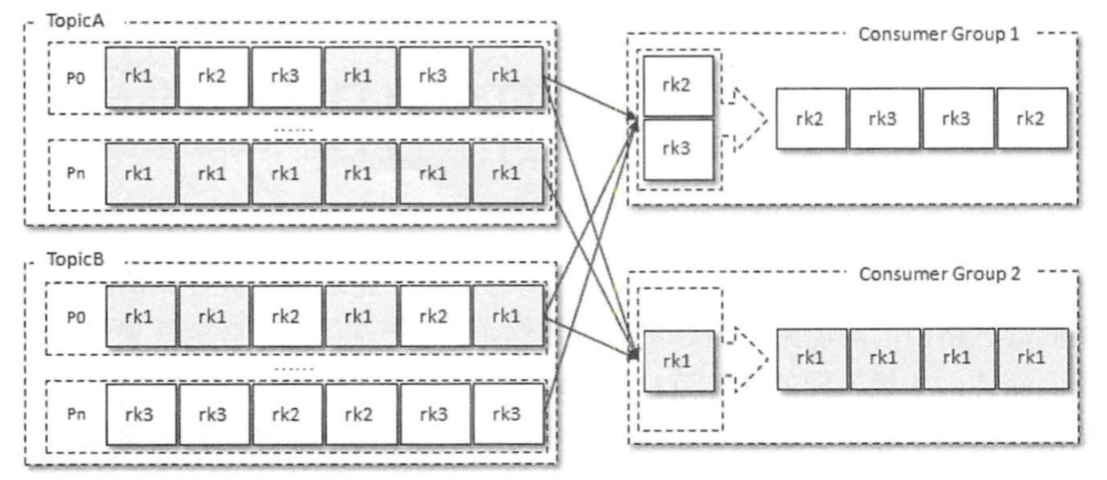 TopicA
P0 rk1 rk2 rk3 rk1 rk3 rk1
......
Pn rk1 rk1 rk1 rk1 rk1 rk1
TopicB
P0 rk1 rk1 rk2 rk1 rk2 rk1
......
Pn rk3 rk3 rk2 rk2 rk3 rk3
Consumer Group 1
rk2
rk3
rk2 rk3 rk3 rk2
Consumer Group 2
rk1
rk1 rk1 rk1 rk1